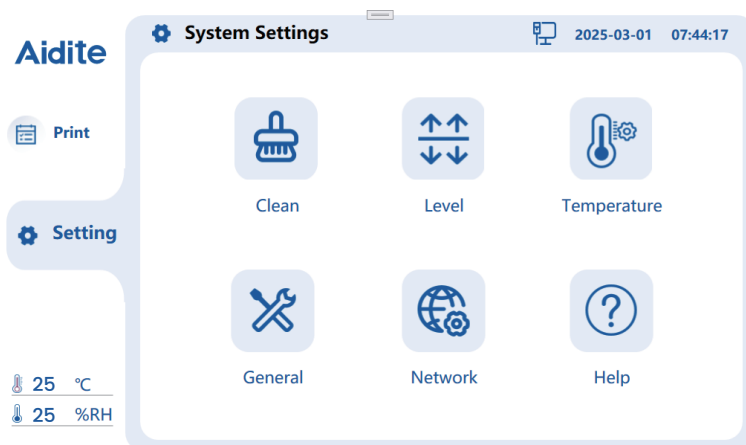 Aidite
System Settings
2025-03-01 07:44:17
Print
Setting
Clean
Level
Temperature
General
Network
Help
25 ℃
25 %RH